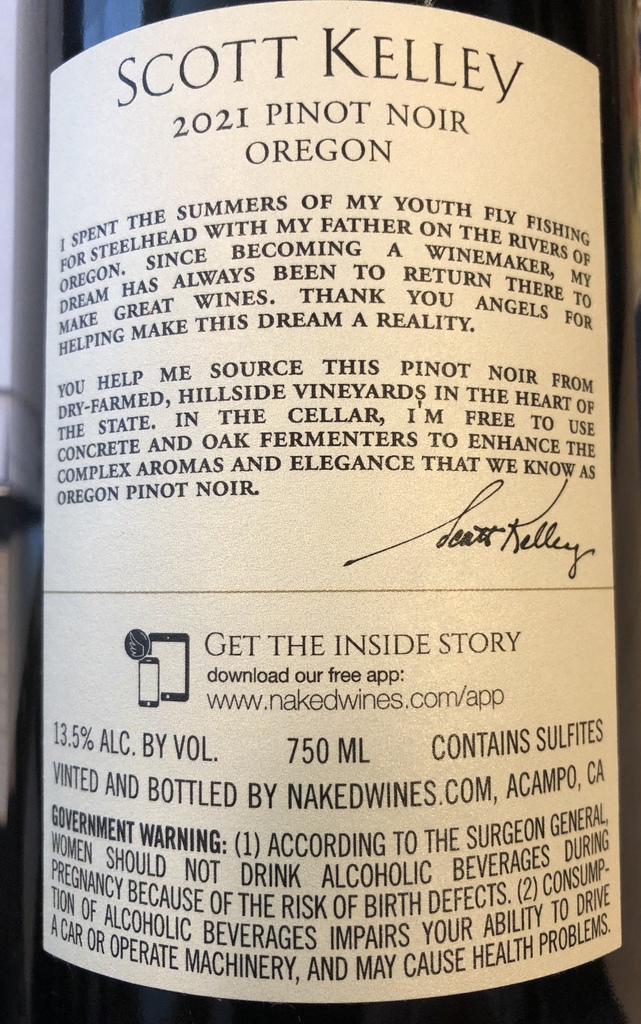 SCOTT KELLEY
2021 PINOT NOIR
OREGON
I SPENT THE SUMMERS OF MY YOUTH FLY FISHING
FOR STEELHEAD WITH MY FATHER ON THE RIVERS OF
OREGON. SINCE BECOMING A WINEMAKER, MY
DREAM HAS ALWAYS BEEN TO RETURN THERE TO
MAKE GREAT WINES. THANK YOU ANGELS FOR
HELPING MAKE THIS DREAM A REALITY.
YOU HELP ME SOURCE THIS PINOT NOIR FROM
DRY-FARMED, HILLSIDE VINEYARDS IN THE HEART OF
THE STATE. IN THE CELLAR, I'M FREE TO USE
CONCRETE AND OAK FERMENTERS TO ENHANCE THE
COMPLEX AROMAS AND ELEGANCE THAT WE KNOW AS
OREGON PINOT NOIR.
Scott Kelley
GET THE INSIDE STORY
download our free app:
www.nakedwines.com/app
13.5% ALC. BY VOL. 750 ML CONTAINS SULFITES
VINTED AND BOTTLED BY NAKEDWINES.COM, ACAMPO, CA
GOVERNMENT WARNING: (1) ACCORDING TO THE SURGEON GENERAL,
WOMEN SHOULD NOT DRINK ALCOHOLIC BEVERAGES DURING
PREGNANCY BECAUSE OF THE RISK OF BIRTH DEFECTS. (2) CONSUMP-
TION OF ALCOHOLIC BEVERAGES IMPAIRS YOUR ABILITY TO DRIVE
A CAR OR OPERATE MACHINERY, AND MAY CAUSE HEALTH PROBLEMS.